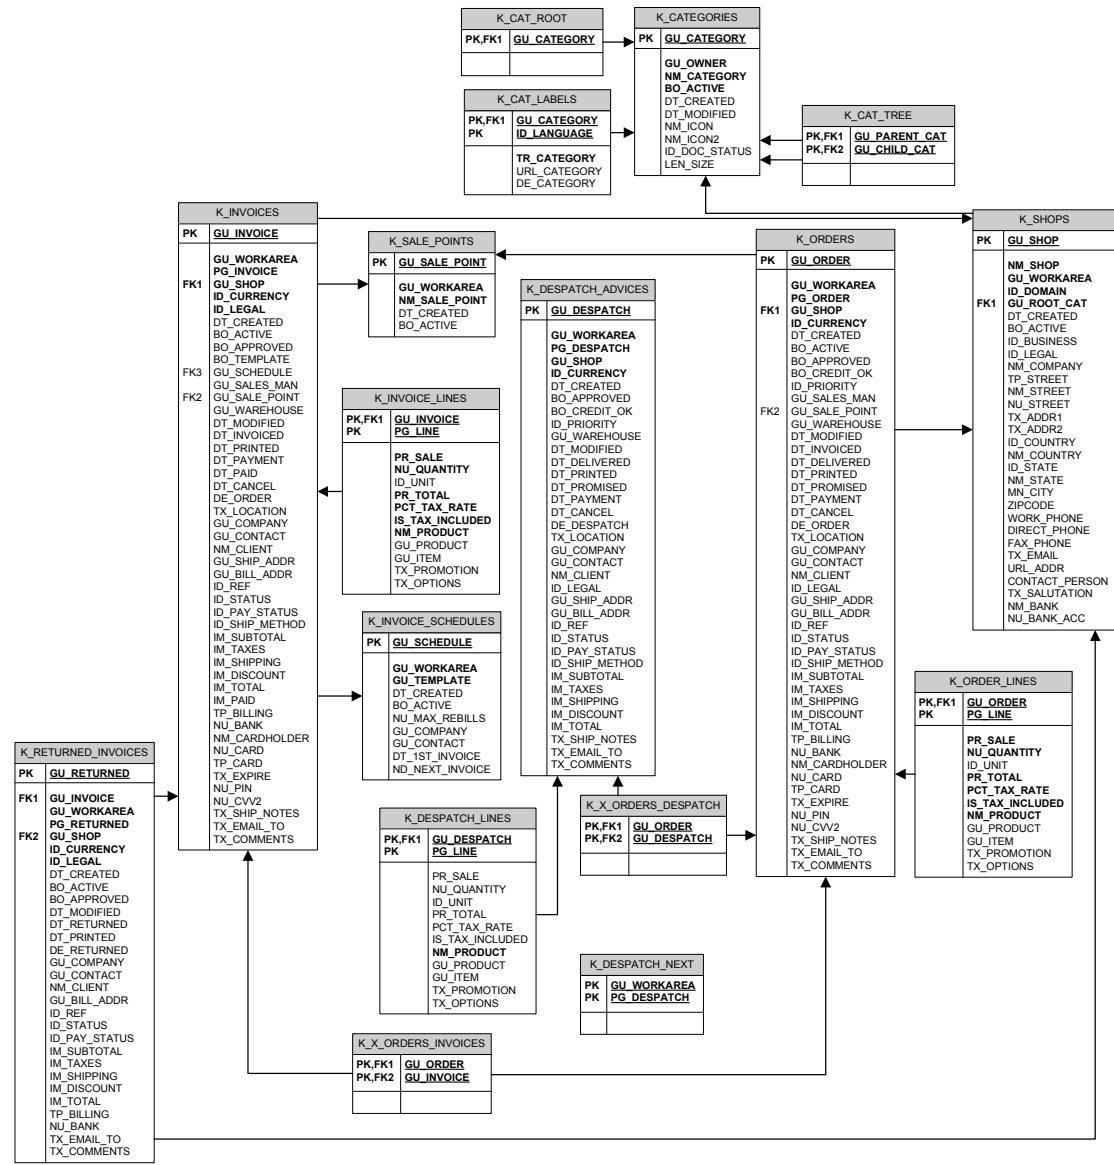 K_CAT_ROOT
PK,FK1 GU_CATEGORY
K_CATEGORIES
PK GU_CATEGORY
GU_OWNER
NM_CATEGORY
BO_ACTIVE
DT_CREATED
DT_MODIFIED
NM_ICON
NM_ICON2
ID_DOC_STATUS
LEN_SIZE
K_CAT_LABELS
PK,FK1 GU_CATEGORY
PK ID_LANGUAGE
TR_CATEGORY
URL_CATEGORY
DE_CATEGORY
K_CAT_TREE
PK,FK1 GU_PARENT_CAT
PK,FK2 GU_CHILD_CAT
K_INVOICES
PK GU_INVOICE
GU_WORKAREA
PG_INVOICE
FK1 GU_SHOP
ID_CURRENCY
ID_LEGAL
DT_CREATED
BO_ACTIVE
BO_APPROVED
BO_TEMPLATE
FK3 GU_SCHEDULE
GU_SALES_MAN
FK2 GU_SALE_POINT
GU_WAREHOUSE
DT_MODIFIED
DT_INVOICED
DT_PRINTED
DT_PAYMENT
DT_PAID
DT_CANCEL
DE_ORDER
TX_LOCATION
GU_COMPANY
GU_CONTACT
NM_CLIENT
GU_SHIP_ADDR
GU_BILL_ADDR
ID_REF
ID_STATUS
ID_PAY_STATUS
ID_SHIP_METHOD
IM_SUBTOTAL
IM_TAXES
IM_SHIPPING
IM_DISCOUNT
IM_TOTAL
IM_PAID
TP_BILLING
NU_BANK
NM_CARDHOLDER
NU_CARD
TP_CARD
TX_EXPIRE
NU_PIN
NU_CVV2
TX_SHIP_NOTES
TX_EMAIL_TO
TX_COMMENTS
K_SALE_POINTS
PK GU_SALE_POINT
GU_WORKAREA
NM_SALE_POINT
DT_CREATED
BO_ACTIVE
K_DESPATCH_ADVICES
PK GU_DESPATCH
GU_WORKAREA
PG_DESPATCH
GU_SHOP
ID_CURRENCY
DT_CREATED
BO_APPROVED
BO_CREDIT_OK
ID_PRIORITY
GU_WAREHOUSE
DT_MODIFIED
DT_DELIVERED
DT_PRINTED
DT_PROMISED
DT_PAYMENT
DT_CANCEL
DE_DESPATCH
TX_LOCATION
GU_COMPANY
GU_CONTACT
NM_CLIENT
ID_LEGAL
GU_SHIP_ADDR
GU_BILL_ADDR
ID_REF
ID_STATUS
ID_PAY_STATUS
ID_SHIP_METHOD
IM_SUBTOTAL
IM_TAXES
IM_SHIPPING
IM_DISCOUNT
IM_TOTAL
TX_SHIP_NOTES
TX_EMAIL_TO
TX_COMMENTS
K_ORDERS
PK GU_ORDER
GU_WORKAREA
PG_ORDER
FK1 GU_SHOP
ID_CURRENCY
DT_CREATED
BO_ACTIVE
BO_APPROVED
BO_CREDIT_OK
ID_PRIORITY
GU_SALES_MAN
FK2 GU_SALE_POINT
GU_WAREHOUSE
DT_MODIFIED
DT_INVOICED
DT_DELIVERED
DT_PRINTED
DT_PROMISED
DT_PAYMENT
DT_CANCEL
DE_ORDER
TX_LOCATION
GU_COMPANY
GU_CONTACT
NM_CLIENT
ID_LEGAL
GU_SHIP_ADDR
GU_BILL_ADDR
ID_REF
ID_STATUS
ID_PAY_STATUS
ID_SHIP_METHOD
IM_SUBTOTAL
IM_TAXES
IM_SHIPPING
IM_DISCOUNT
IM_TOTAL
TP_BILLING
NU_BANK
NM_CARDHOLDER
NU_CARD
TP_CARD
TX_EXPIRE
NU_PIN
NU_CVV2
TX_SHIP_NOTES
TX_EMAIL_TO
TX_COMMENTS
K_SHOPS
PK GU_SHOP
NM_SHOP
GU_WORKAREA
ID_DOMAIN
FK1 GU_ROOT_CAT
DT_CREATED
BO_ACTIVE
ID_BUSINESS
ID_LEGAL
NM_COMPANY
TP_STREET
NM_STREET
NU_STREET
TX_ADDR1
TX_ADDR2
ID_COUNTRY
NM_COUNTRY
ID_STATE
NM_STATE
MN_CITY
ZIPCODE
WORK_PHONE
DIRECT_PHONE
FAX_PHONE
TX_EMAIL
URL_ADDR
CONTACT_PERSON
TX_SALUTATION
NM_BANK
NU_BANK_ACC
K_INVOICE_LINES
PK,FK1 GU_INVOICE
PK PG_LINE
PR_SALE
NU_QUANTITY
ID_UNIT
PR_TOTAL
PCT_TAX_RATE
IS_TAX_INCLUDED
NM_PRODUCT
GU_PRODUCT
GU_ITEM
TX_PROMOTION
TX_OPTIONS
K_INVOICE_SCHEDULES
PK GU_SCHEDULE
GU_WORKAREA
GU_TEMPLATE
DT_CREATED
BO_ACTIVE
NU_MAX_REBILLS
GU_COMPANY
GU_CONTACT
DT_1ST_INVOICE
ND_NEXT_INVOICE
K_ORDER_LINES
PK,FK1 GU_ORDER
PK PG_LINE
PR_SALE
NU_QUANTITY
ID_UNIT
PR_TOTAL
PCT_TAX_RATE
IS_TAX_INCLUDED
NM_PRODUCT
GU_PRODUCT
GU_ITEM
TX_PROMOTION
TX_OPTIONS
K_RETURNED_INVOICES
PK GU_RETURNED
FK1 GU_INVOICE
GU_WORKAREA
PG_RETURNED
FK2 GU_SHOP
ID_CURRENCY
ID_LEGAL
DT_CREATED
BO_ACTIVE
BO_APPROVED
DT_MODIFIED
DT_RETURNED
DT_PRINTED
DE_RETURNED
GU_COMPANY
GU_CONTACT
NM_CLIENT
GU_BILL_ADDR
ID_REF
ID_STATUS
ID_PAY_STATUS
IM_SUBTOTAL
IM_TAXES
IM_SHIPPING
IM_DISCOUNT
IM_TOTAL
TP_BILLING
NU_BANK
TX_EMAIL_TO
TX_COMMENTS
K_DESPATCH_LINES
PK,FK1 GU_DESPATCH
PK PG_LINE
PR_SALE
NU_QUANTITY
ID_UNIT
PR_TOTAL
PCT_TAX_RATE
IS_TAX_INCLUDED
NM_PRODUCT
GU_PRODUCT
GU_ITEM
TX_PROMOTION
TX_OPTIONS
K_X_ORDERS_DESPATCH
PK,FK1 GU_ORDER
PK,FK2 GU_DESPATCH
K_DESPATCH_NEXT
PK GU_WORKAREA
PK PG_DESPATCH
K_X_ORDERS_INVOICES
PK,FK1 GU_ORDER
PK,FK2 GU_INVOICE